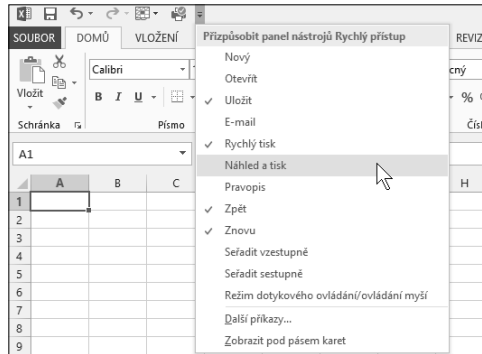 SOUBOR DOMŮ VLOŽENÍ
Vložit
Schránka
Calibri
B I U
Písmo
A1
A B C
1
2
3
4
5
6
7
8
9
Přizpůsobit panel nástrojů Rychlý přístup
Nový
Otevřít
Uložit
E-mail
Rychlý tisk
Náhled a tisk
Pravopis
Zpět
Znovu
Seřadit vzestupně
Seřadit sestupně
Režim dotykového ovládání/ovládání myší
Další příkazy...
Zobrazit pod pásem karet
REVIZ
cný
%
Čísl
H